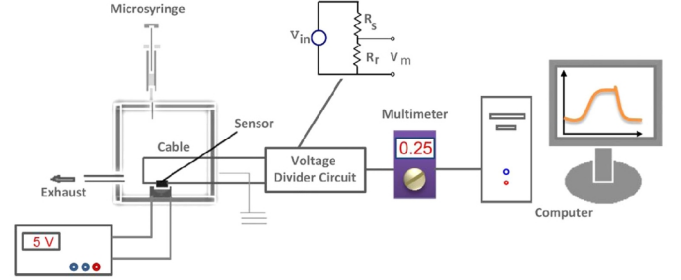 Microsyringe
Vin
Rs
Rr
Vm
Sensor
Multimeter
Cable
0.25
Voltage
Divider Circuit
Exhaust
Computer
5 V